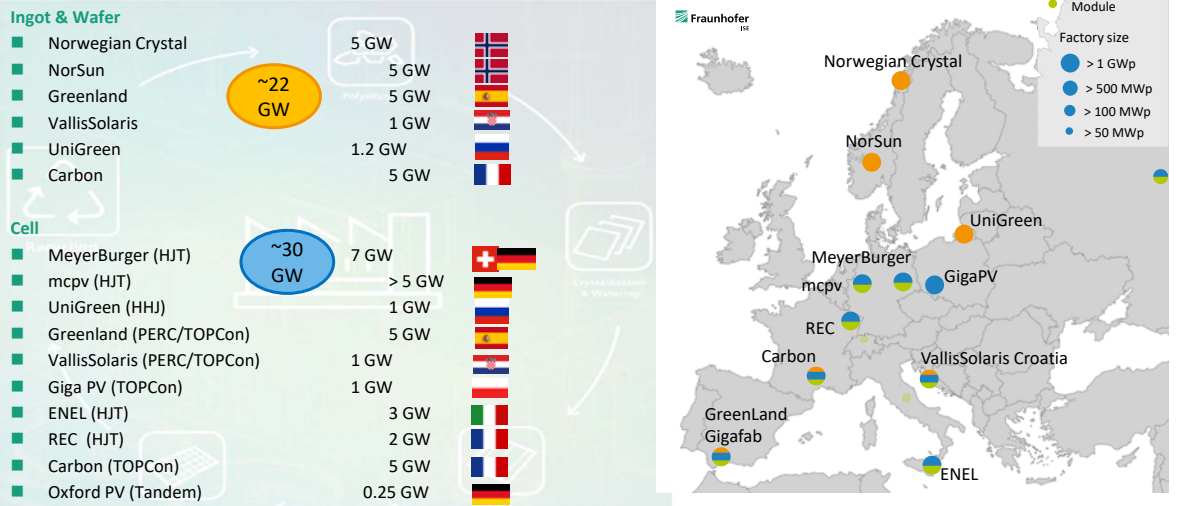 Ingot & Wafer
Norwegian Crystal 5 GW
NorSun 5 GW
Greenland 5 GW
VallisSolaris 1 GW
UniGreen 1.2 GW
Carbon 5 GW
~22
GW
Polysilicon
Recycling
Crystallization
& Wafering
Cell
MeyerBurger (HJT) 7 GW
mcpv (HJT) > 5 GW
UniGreen (HHJ) 1 GW
Greenland (PERC/TOPCon) 5 GW
VallisSolaris (PERC/TOPCon) 1 GW
Giga PV (TOPCon) 1 GW
ENEL (HJT) 3 GW
REC (HJT) 2 GW
Carbon (TOPCon) 5 GW
Oxford PV (Tandem) 0.25 GW
~30
GW
Fraunhofer
ISE
Module
Factory size
> 1 GWp
> 500 MWp
> 100 MWp
> 50 MWp
Norwegian Crystal
NorSun
UniGreen
MeyerBurger
mcpv
GigaPV
REC
Carbon
VallisSolaris Croatia
GreenLand
Gigafab
ENEL